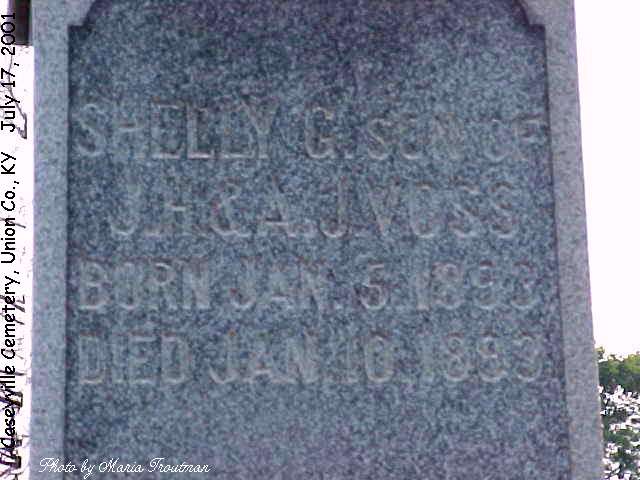 Caseyville Cemetery, Union Co., KY July 17, 2001
SHELLY G. SON OF
J.H. & A.J. VOSS
BORN JAN. 5. 1893
DIED JAN. 10. 1893
Photo by Maria Troutman